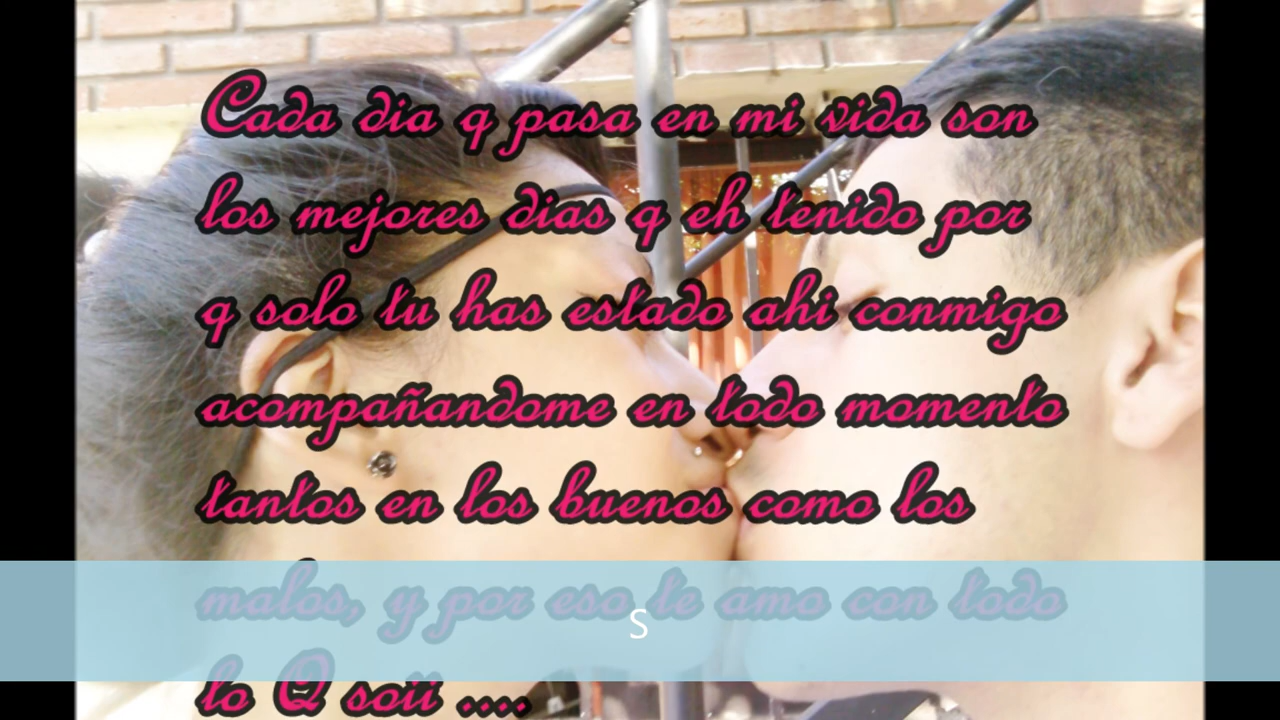 Cada dia q pasa en mi vida son
los mejores dias q eh tenido por
q solo tu has estado ahi conmigo
acompañandome en todo momento
tantos en los buenos como los
malos, y por eso te amo con todo
S
lo Q soii ....